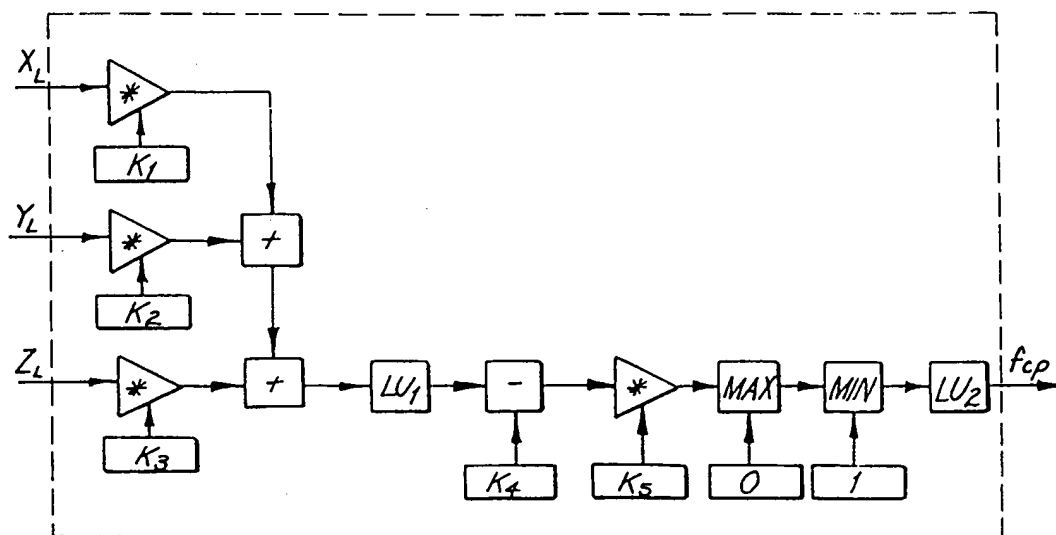 X_L
*
K_1
Y_L
*
+
K_2
Z_L
*
+
LU_1
-
*
MAX
MIN
LU_2
f_cp
K_3
K_4
K_5
0
1